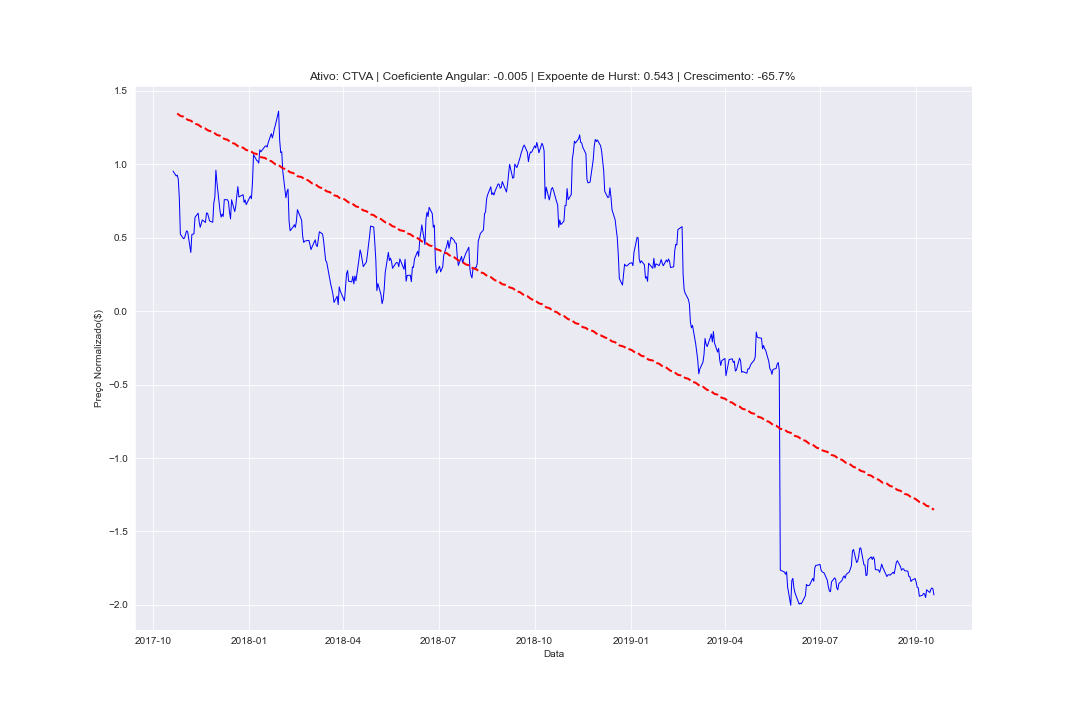 Ativo: CTVA | Coeficiente Angular: -0.005 | Expoente de Hurst: 0.543 | Crescimento: -65.7%
1.5
1.0
0.5
0.0
−0.5
−1.0
−1.5
−2.0
Preço Normalizado($)
2017-10 2018-01 2018-04 2018-07 2018-10 2019-01 2019-04 2019-07 2019-10
Data